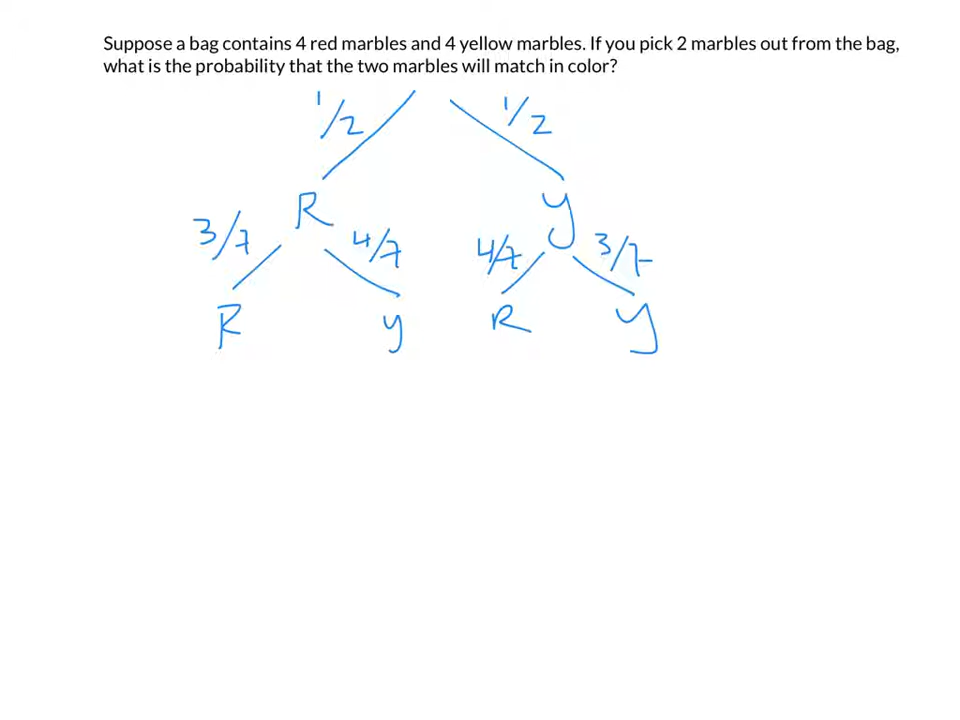 Suppose a bag contains 4 red marbles and 4 yellow marbles. If you pick 2 marbles out from the bag,
what is the probability that the two marbles will match in color?
1/2 1/2
R y
3/7 4/7 4/7 3/7
R y R y